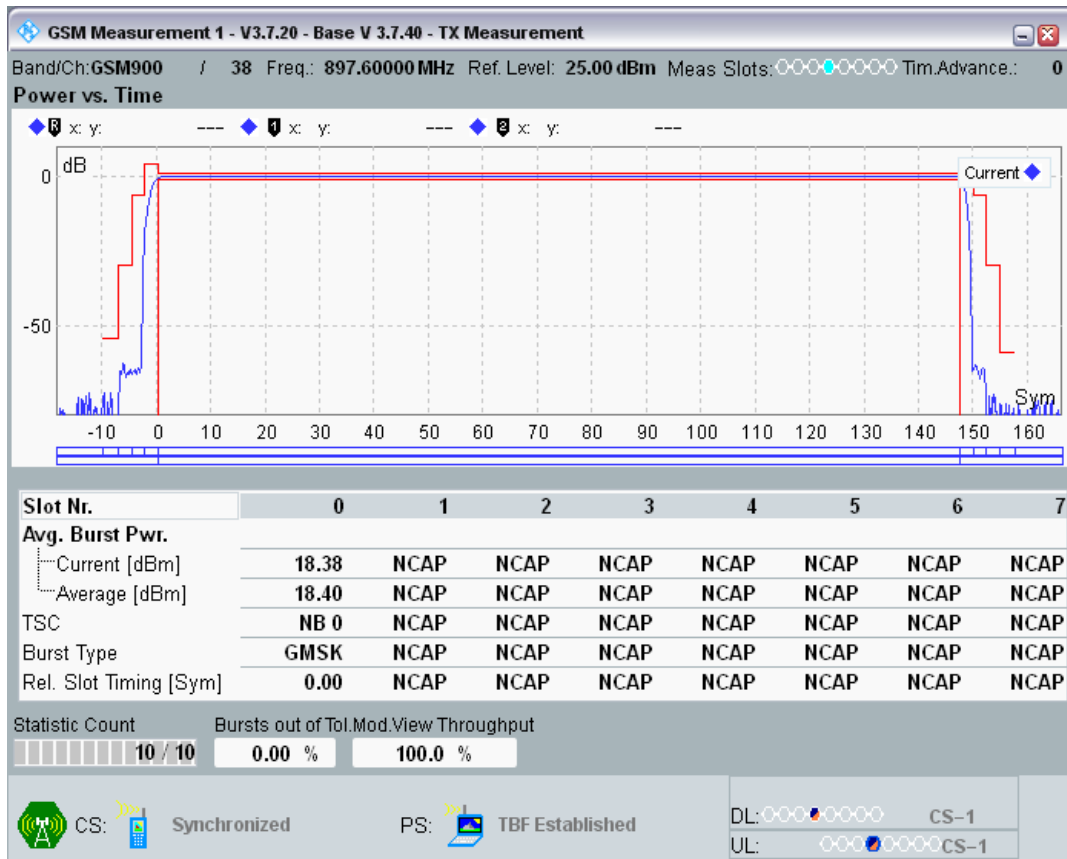 GSM Measurement 1 - V3.7.20 - Base V 3.7.40 - TX Measurement
Band/Ch:GSM900 / 38 Freq.: 897.60000 MHz Ref. Level: 25.00 dBm Meas Slots: Tim.Advance.: 0
Power vs. Time
R x: y: --- 1 x: y: --- 2 x: y: ---
dB
Current
0
-50
Sym
-10 0 10 20 30 40 50 60 70 80 90 100 110 120 130 140 150 160
Slot Nr. 0 1 2 3 4 5 6 7
Avg. Burst Pwr.
Current [dBm] 18.38 NCAP NCAP NCAP NCAP NCAP NCAP NCAP
Average [dBm] 18.40 NCAP NCAP NCAP NCAP NCAP NCAP NCAP
TSC NB 0 NCAP NCAP NCAP NCAP NCAP NCAP NCAP
Burst Type GMSK NCAP NCAP NCAP NCAP NCAP NCAP NCAP
Rel. Slot Timing [Sym] 0.00 NCAP NCAP NCAP NCAP NCAP NCAP NCAP
Statistic Count Bursts out of Tol.Mod.View Throughput
10 / 10 0.00 % 100.0 %
CS: Synchronized PS: TBF Established DL: CS-1
UL: CS-1